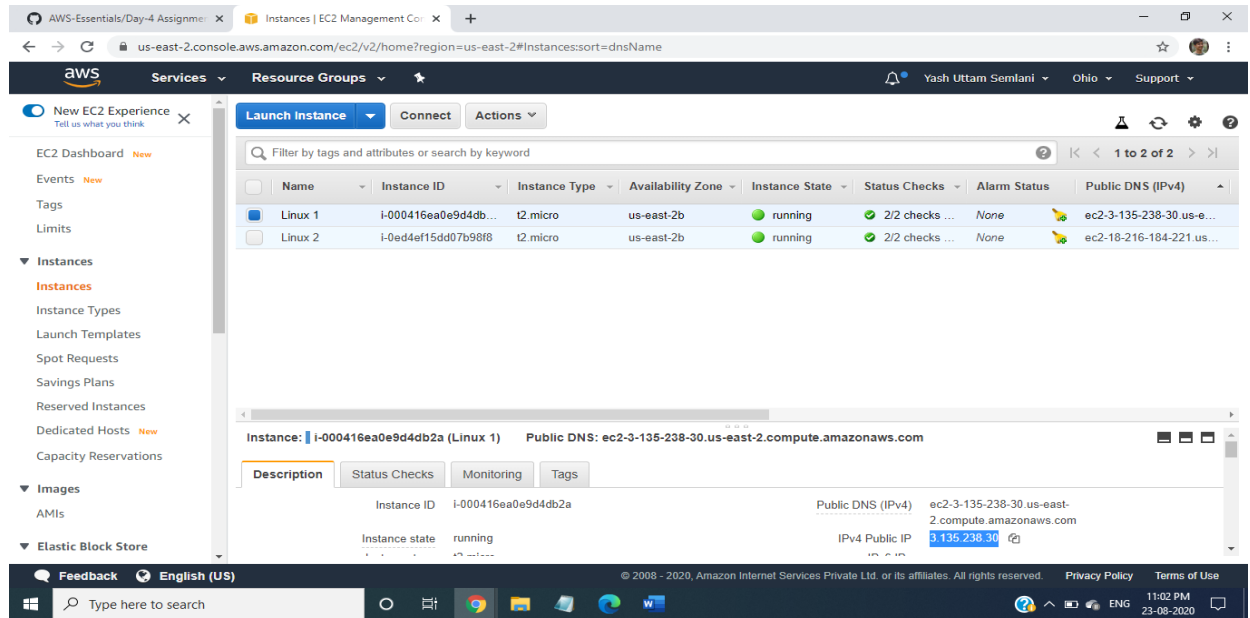 AWS-Essentials/Day-4 Assignmer
Instances | EC2 Management Con
us-east-2.console.aws.amazon.com/ec2/v2/home?region=us-east-2#Instances:sort=dnsName
aws Services Resource Groups Yash Uttam Semlani Ohio Support
New EC2 Experience
Tell us what you think
EC2 Dashboard New
Events New
Tags
Limits
Instances
Instances
Instance Types
Launch Templates
Spot Requests
Savings Plans
Reserved Instances
Dedicated Hosts New
Capacity Reservations
Images
AMIs
Elastic Block Store
Launch Instance Connect Actions
Filter by tags and attributes or search by keyword 1 to 2 of 2
Name Instance ID Instance Type Availability Zone Instance State Status Checks Alarm Status Public DNS (IPv4)
Linux 1 i-000416ea0e9d4db... t2.micro us-east-2b running 2/2 checks ... None ec2-3-135-238-30.us-e...
Linux 2 i-0ed4ef15dd07b98f8 t2.micro us-east-2b running 2/2 checks ... None ec2-18-216-184-221.us...
Instance: i-000416ea0e9d4db2a (Linux 1) Public DNS: ec2-3-135-238-30.us-east-2.compute.amazonaws.com
Description Status Checks Monitoring Tags
Instance ID i-000416ea0e9d4db2a Public DNS (IPv4) ec2-3-135-238-30.us-east-
2.compute.amazonaws.com
Instance state running IPv4 Public IP 3.135.238.30
Feedback English (US) © 2008 - 2020, Amazon Internet Services Private Ltd. or its affiliates. All rights reserved. Privacy Policy Terms of Use
Type here to search ENG 11:02 PM
23-08-2020